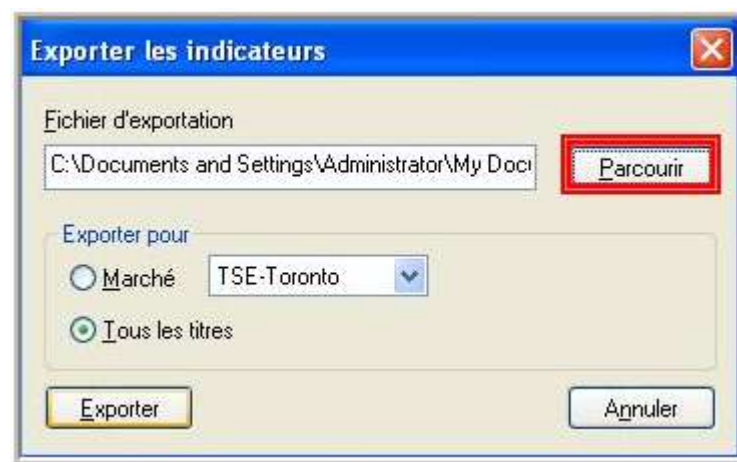 Exporter les indicateurs
Fichier d'exportation
C:\Documents and Settings\Administrator\My Docu
Parcourir
Exporter pour
Marché
TSE-Toronto
Tous les titres
Exporter
Annuler